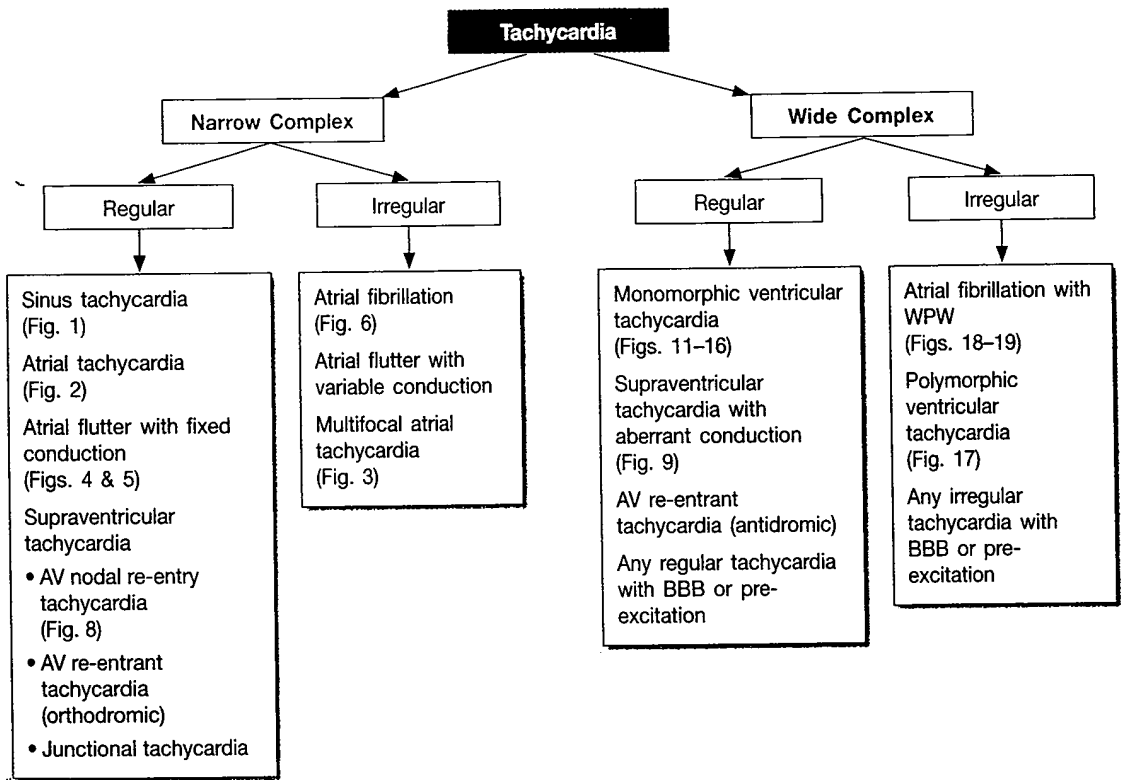 Tachycardia
Narrow Complex
Regular
Sinus tachycardia
(Fig. 1)
Atrial tachycardia
(Fig. 2)
Atrial flutter with fixed
conduction
(Figs. 4 & 5)
Supraventricular
tachycardia
• AV nodal re-entry
tachycardia
(Fig. 8)
• AV re-entrant
tachycardia
(orthodromic)
• Junctional tachycardia
Irregular
Atrial fibrillation
(Fig. 6)
Atrial flutter with
variable conduction
Multifocal atrial
tachycardia
(Fig. 3)
Wide Complex
Regular
Monomorphic ventricular
tachycardia
(Figs. 11–16)
Supraventricular
tachycardia with
aberrant conduction
(Fig. 9)
AV re-entrant
tachycardia (antidromic)
Any regular tachycardia
with BBB or pre-
excitation
Irregular
Atrial fibrillation with
WPW
(Figs. 18–19)
Polymorphic
ventricular
tachycardia
(Fig. 17)
Any irregular
tachycardia with
BBB or pre-
excitation